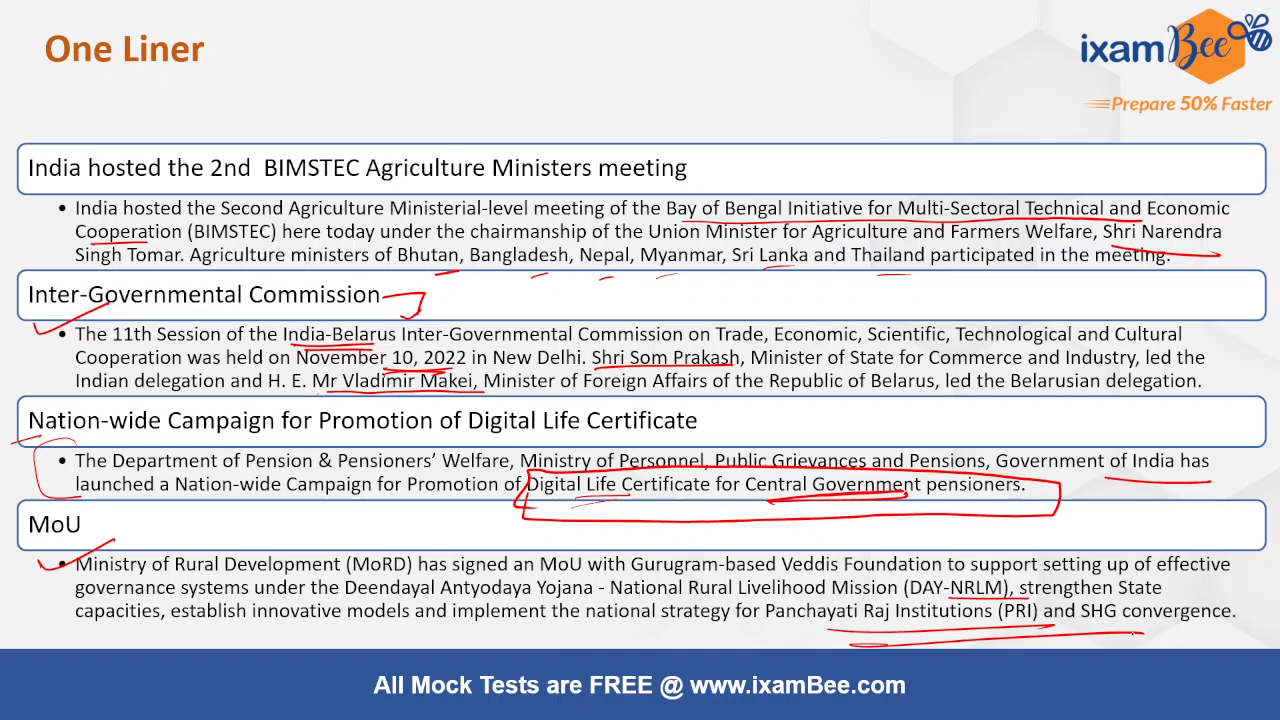 One Liner
ixamBee
Prepare 50% Faster
India hosted the 2nd BIMSTEC Agriculture Ministers meeting
• India hosted the Second Agriculture Ministerial-level meeting of the Bay of Bengal Initiative for Multi-Sectoral Technical and Economic
Cooperation (BIMSTEC) here today under the chairmanship of the Union Minister for Agriculture and Farmers Welfare, Shri Narendra
Singh Tomar. Agriculture ministers of Bhutan, Bangladesh, Nepal, Myanmar, Sri Lanka and Thailand participated in the meeting.
Inter-Governmental Commission
• The 11th Session of the India-Belarus Inter-Governmental Commission on Trade, Economic, Scientific, Technological and Cultural
Cooperation was held on November 10, 2022 in New Delhi. Shri Som Prakash, Minister of State for Commerce and Industry, led the
Indian delegation and H. E. Mr Vladimir Makei, Minister of Foreign Affairs of the Republic of Belarus, led the Belarusian delegation.
Nation-wide Campaign for Promotion of Digital Life Certificate
• The Department of Pension & Pensioners’ Welfare, Ministry of Personnel, Public Grievances and Pensions, Government of India has
launched a Nation-wide Campaign for Promotion of Digital Life Certificate for Central Government pensioners.
MoU
• Ministry of Rural Development (MoRD) has signed an MoU with Gurugram-based Veddis Foundation to support setting up of effective
governance systems under the Deendayal Antyodaya Yojana - National Rural Livelihood Mission (DAY-NRLM), strengthen State
capacities, establish innovative models and implement the national strategy for Panchayati Raj Institutions (PRI) and SHG convergence.
All Mock Tests are FREE @ www.ixamBee.com